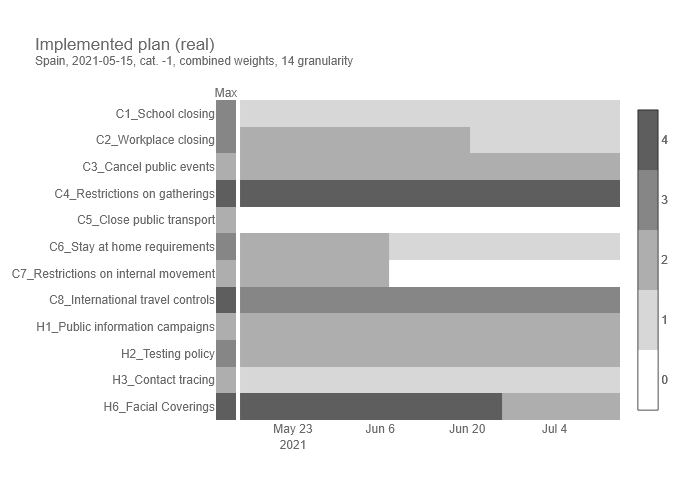 Implemented plan (real)
Spain, 2021-05-15, cat. -1, combined weights, 14 granularity
Max
C1_School closing
C2_Workplace closing
C3_Cancel public events
C4_Restrictions on gatherings
C5_Close public transport
C6_Stay at home requirements
C7_Restrictions on internal movement
C8_International travel controls
H1_Public information campaigns
H2_Testing policy
H3_Contact tracing
H6_Facial Coverings
May 23
2021
Jun 6
Jun 20
Jul 4
4
3
2
1
0